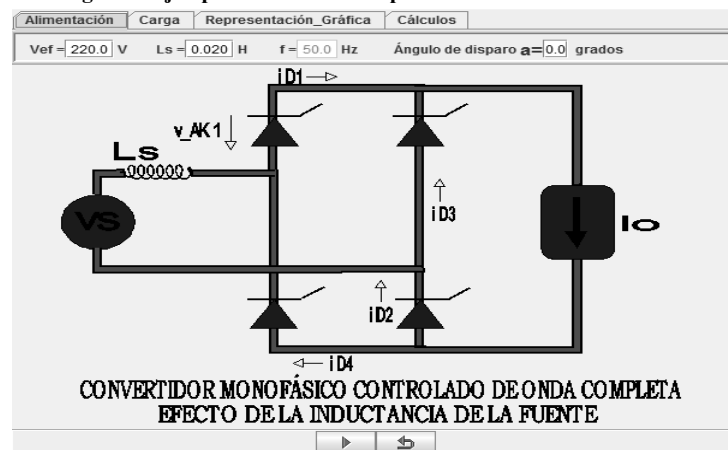 Alimentación Carga Representación_Gráfica Cálculos
Vef = 220.0 V Ls = 0.020 H f = 50.0 Hz Ángulo de disparo a= 0.0 grados
iD1
v_AK1
Ls
VS
iD3
Io
iD2
iD4
CONVERTIDOR MONOFÁSICO CONTROLADO DE ONDA COMPLETA
EFECTO DE LA INDUCTANCIA DE LA FUENTE